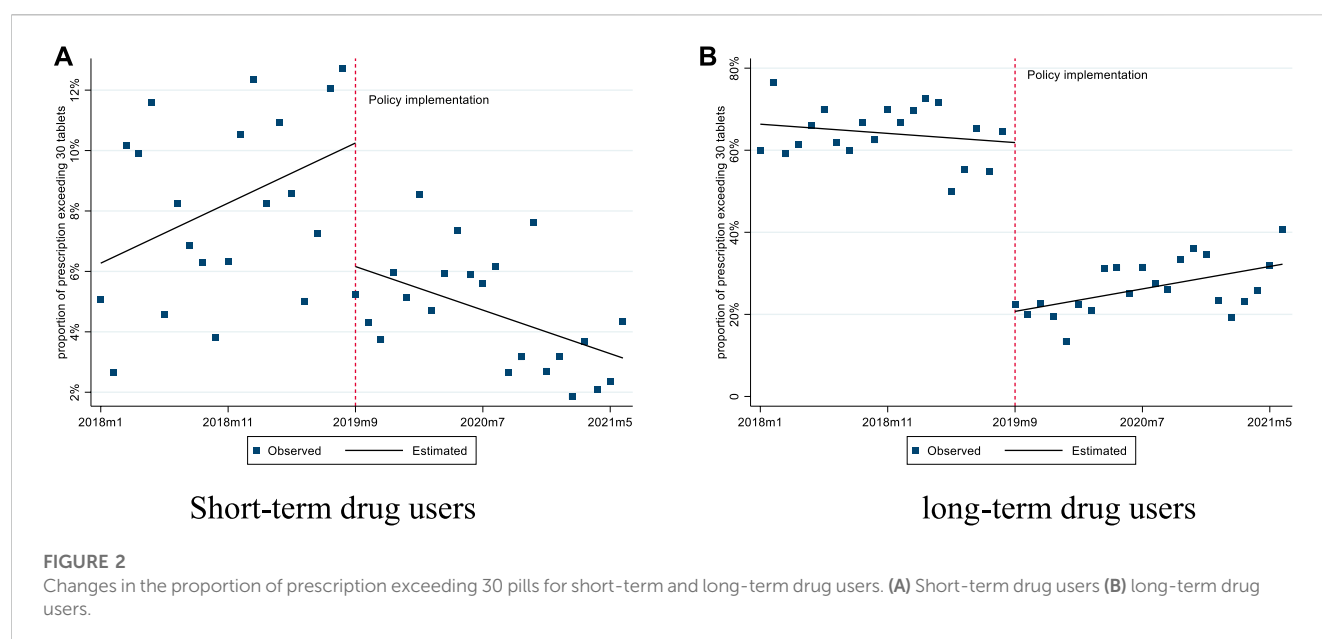 A
proportion of prescription exceeding 30 tablets
12%
10%
8%
6%
4%
2%
Policy implementation
2018m1
2018m11
2019m9
2020m7
2021m5
Observed
Estimated
Short-term drug users
B
proportion of prescription exceeding 30 tablets
80%
60%
40%
20%
0
Policy implementation
2018m1
2018m11
2019m9
2020m7
2021m5
Observed
Estimated
long-term drug users
FIGURE 2
Changes in the proportion of prescription exceeding 30 pills for short-term and long-term drug users. (A) Short-term drug users (B) long-term drug
users.